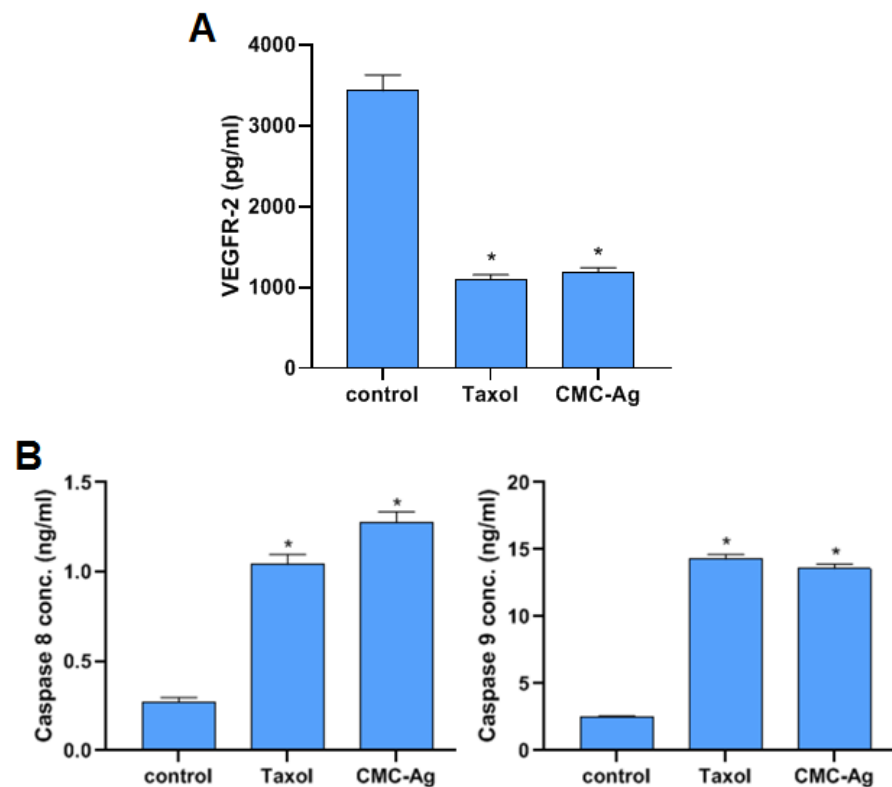 A
VEGFR-2 (pg/ml)
4000
3000
2000
1000
0
*
*
control Taxol CMC-Ag
B
Caspase 8 conc. (ng/ml)
1.5
1.0
0.5
0.0
*
*
control Taxol CMC-Ag
Caspase 9 conc. (ng/ml)
20
15
10
5
0
*
*
control Taxol CMC-Ag